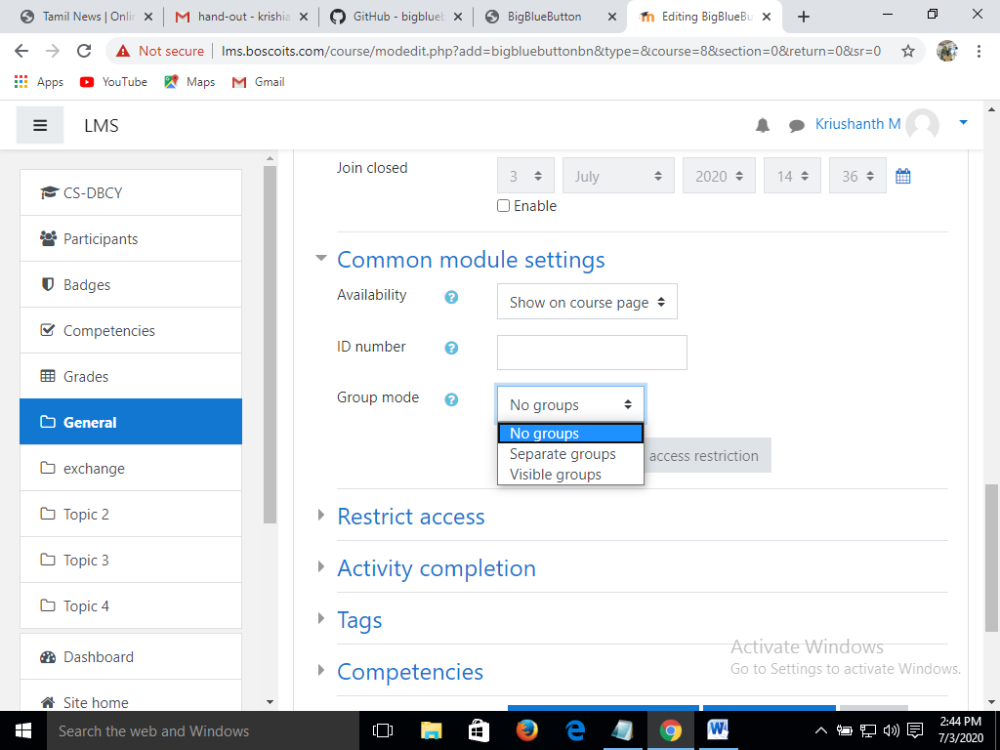 Tamil News | Onlin
hand-out - krishia
GitHub - bigblueb
BigBlueButton
Editing BigBlueBu
Not secure | lms.boscoits.com/course/modedit.php?add=bigbluebuttonbn&type=&course=8&section=0&return=0&sr=0
Apps YouTube Maps Gmail
LMS
Kriushanth M
CS-DBCY
Participants
Badges
Competencies
Grades
General
exchange
Topic 2
Topic 3
Topic 4
Dashboard
Site home
Join closed
3 July 2020 14 36
Enable
Common module settings
Availability ? Show on course page
ID number ?
Group mode ? No groups
No groups
Separate groups
Visible groups
access restriction
Restrict access
Activity completion
Tags
Competencies
Activate Windows
Go to Settings to activate Windows.
Search the web and Windows
2:44 PM
7/3/2020